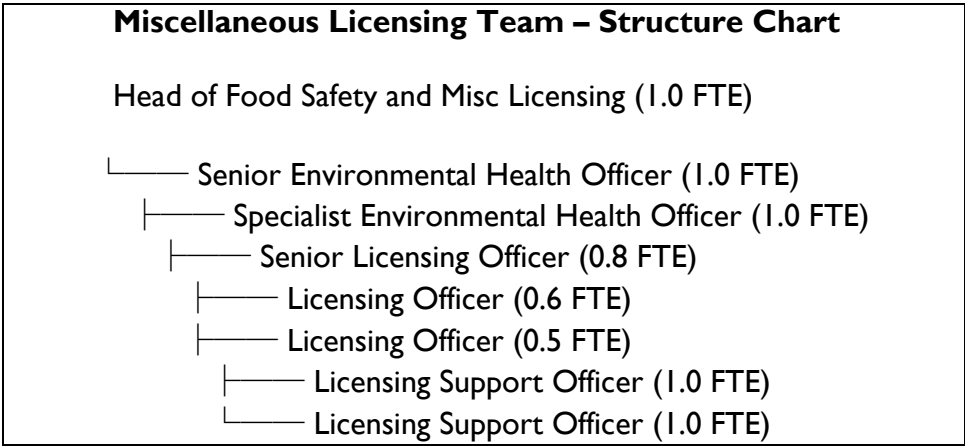 Miscellaneous Licensing Team – Structure Chart
Head of Food Safety and Misc Licensing (1.0 FTE)
Senior Environmental Health Officer (1.0 FTE)
Specialist Environmental Health Officer (1.0 FTE)
Senior Licensing Officer (0.8 FTE)
Licensing Officer (0.6 FTE)
Licensing Officer (0.5 FTE)
Licensing Support Officer (1.0 FTE)
Licensing Support Officer (1.0 FTE)